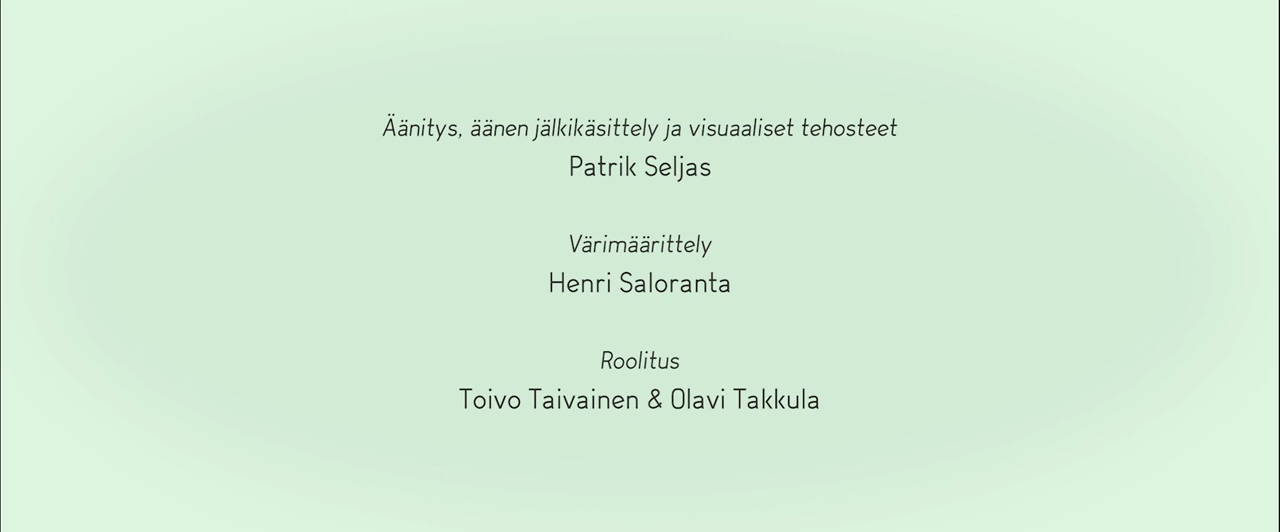 Äänitys, äänen jälkikäsittely ja visuaaliset tehosteet
Patrik Seljas
Värimäärittely
Henri Saloranta
Roolitus
Toivo Taivainen & Olavi Takkula